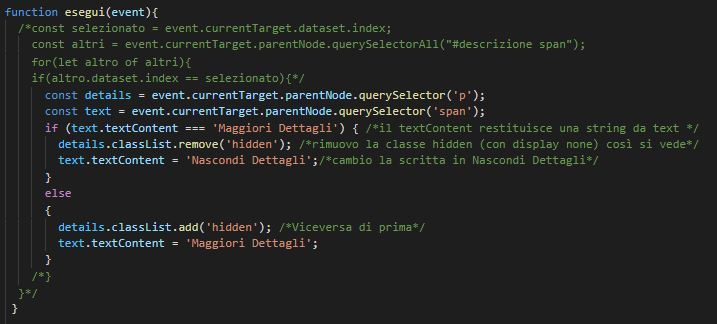 function esegui(event){
/*const selezionato = event.currentTarget.dataset.index;
const altri = event.currentTarget.parentNode.querySelectorAll("#descrizione span");
for(let altro of altri){
if(altro.dataset.index == selezionato){*/
const details = event.currentTarget.parentNode.querySelector('p');
const text = event.currentTarget.parentNode.querySelector('span');
if (text.textContent === 'Maggiori Dettagli') { /*il textContent restituisce una string da text */
details.classList.remove('hidden'); /*rimuovo la classe hidden (con display none) così si vede*/
text.textContent = 'Nascondi Dettagli';/*cambio la scritta in Nascondi Dettagli*/
}
else
{
details.classList.add('hidden'); /*Viceversa di prima*/
text.textContent = 'Maggiori Dettagli';
}
/*}
}*/
}